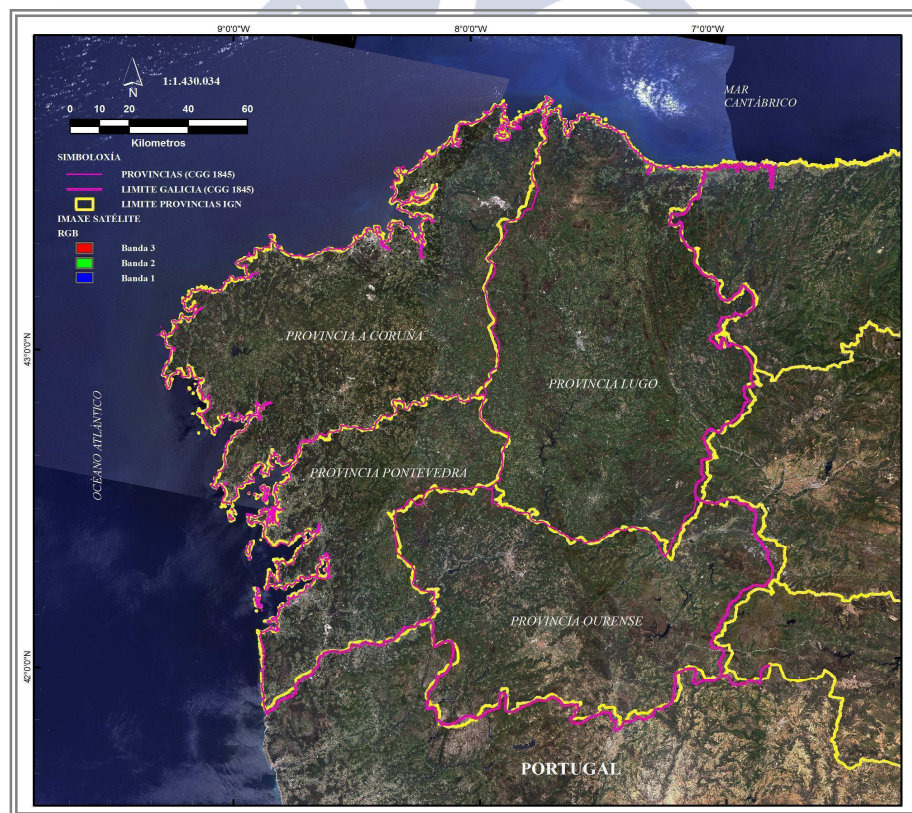 9°0'0"W 8°0'0"W 7°0'0"W
N
1:1.430.034
0 10 20 40 60
Kilometros
SIMBOLOXÍA
PROVINCIAS (CGG 1845)
LIMITE GALICIA (CGG 1845)
LIMITE PROVINCIAS IGN
IMAXE SATÉLITE
RGB
Banda 3
Banda 2
Banda 1
MAR
CANTÁBRICO
PROVINCIA A CORUÑA
43°0'0"N
PROVINCIA LUGO
OCÉANO ATLÁNTICO
PROVINCIA PONTEVEDRA
PROVINCIA OURENSE
42°0'0"N
PORTUGAL